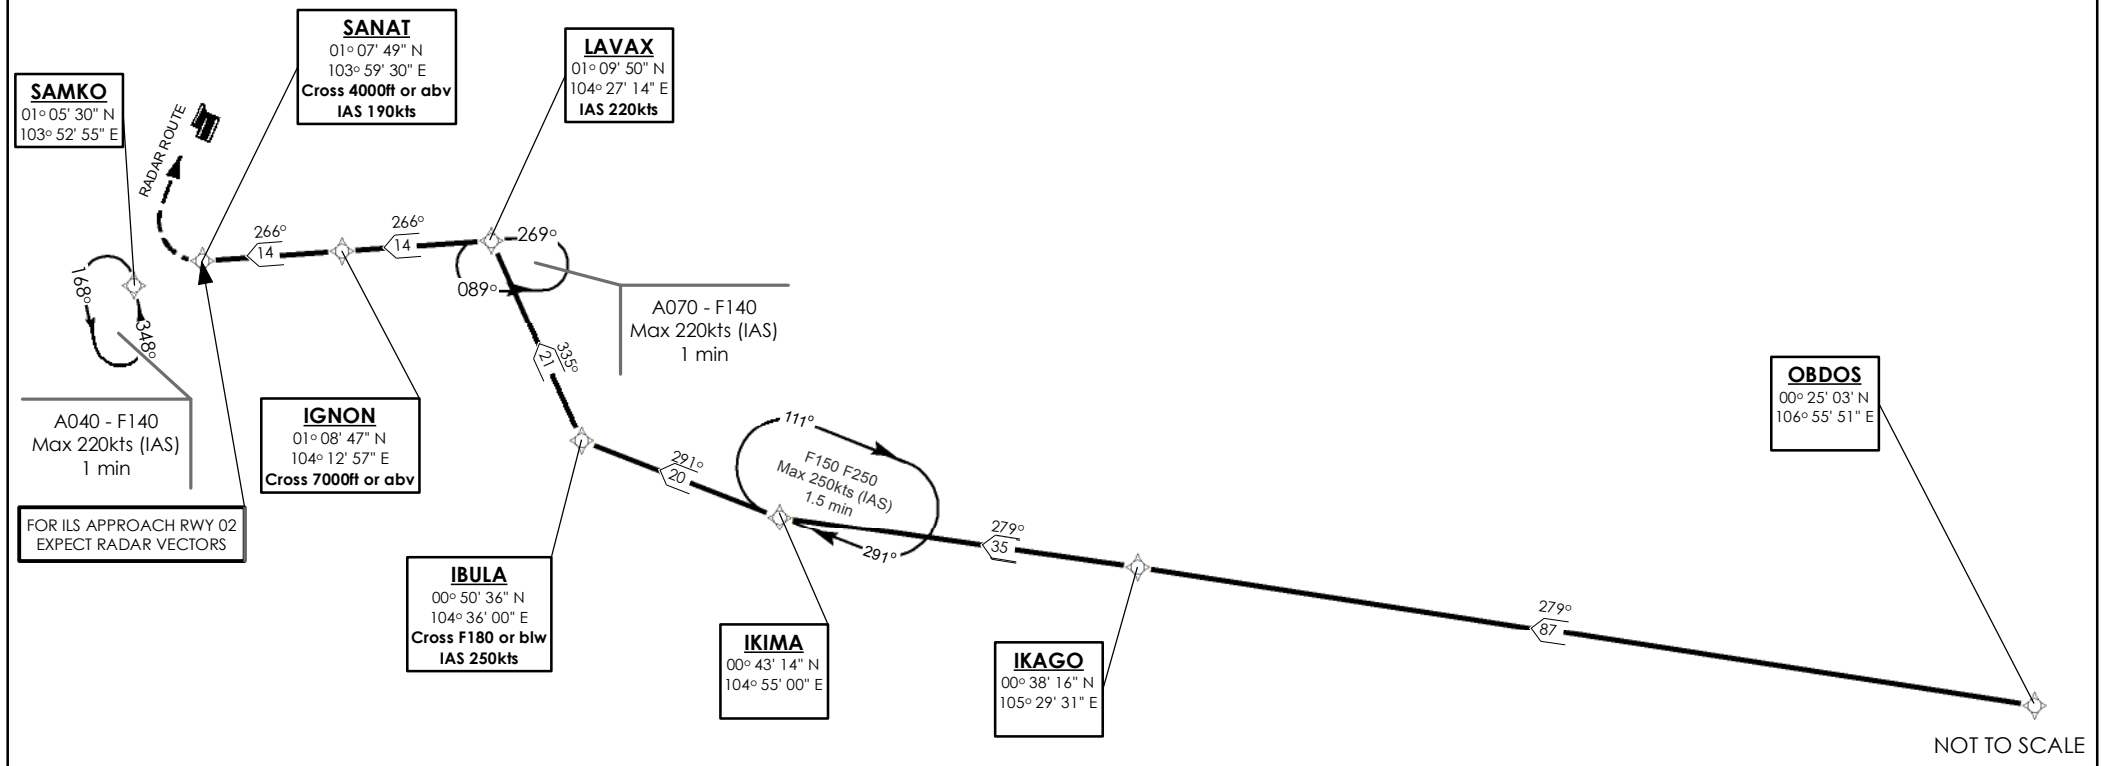 SANAT
01° 07' 49" N
103° 59' 30" E
Cross 4000ft or abv
IAS 190kts
LAVAX
01° 09' 50" N
104° 27' 14" E
IAS 220kts
SAMKO
01° 05' 30" N
103° 52' 55" E
RADAR ROUTE
266°
14
266°
14
269°
089°
168°
348°
A070 - F140
Max 220kts (IAS)
1 min
335°
21
A040 - F140
Max 220kts (IAS)
1 min
IGNON
01° 08' 47" N
104° 12' 57" E
Cross 7000ft or abv
FOR ILS APPROACH RWY 02
EXPECT RADAR VECTORS
291°
20
111°
F150 F250
Max 250kts (IAS)
1.5 min
291°
279°
35
279°
87
OBDOS
00° 25' 03' N
106° 55' 51" E
IBULA
00° 50' 36" N
104° 36' 00" E
Cross F180 or blw
IAS 250kts
IKIMA
00° 43' 14" N
104° 55' 00" E
IKAGO
00° 38' 16" N
105° 29' 31" E
NOT TO SCALE